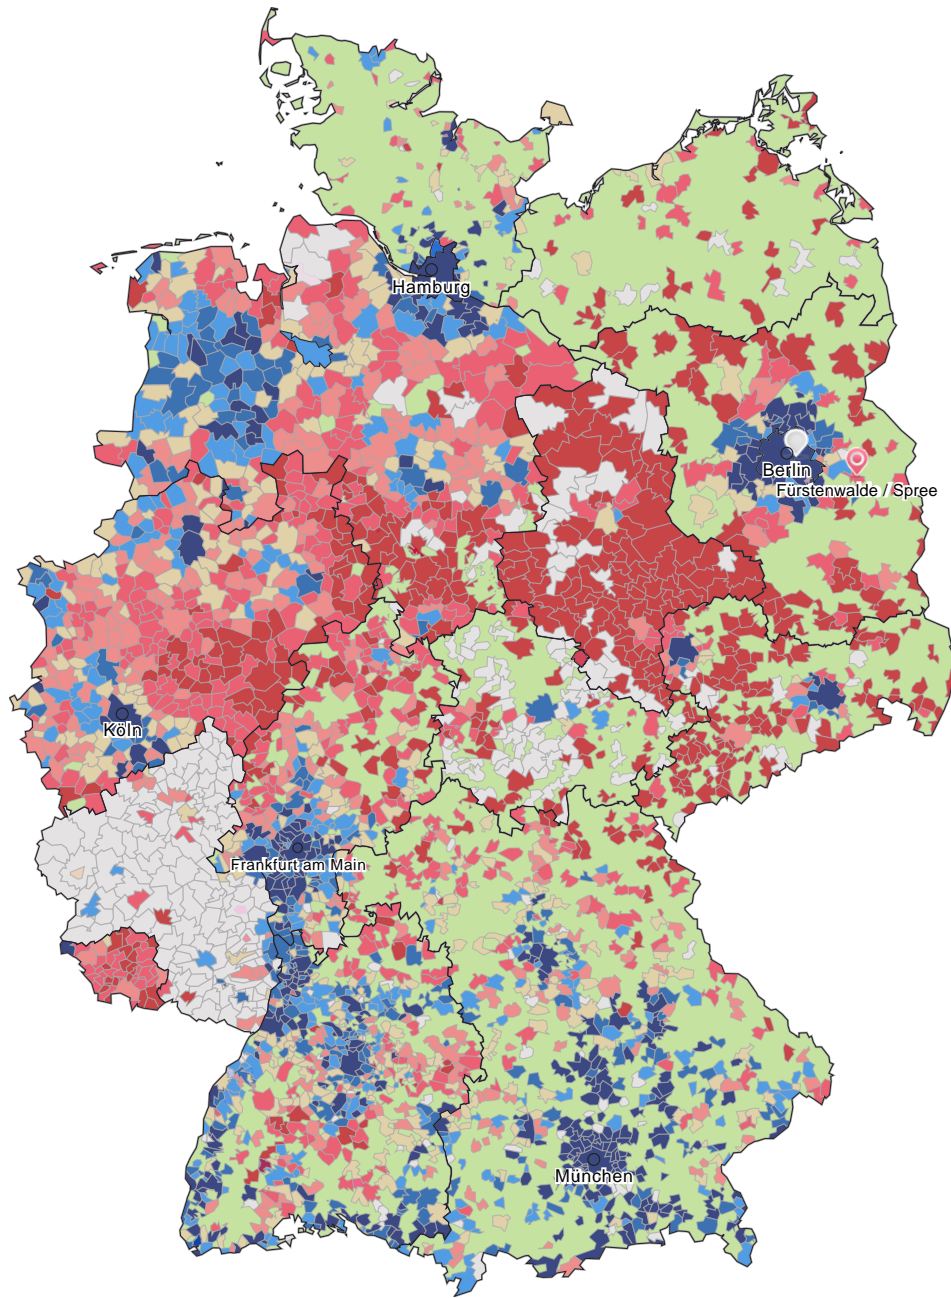 Hamburg
Berlin
Fürstenwalde / Spree
Köln
Frankfurt am Main
München